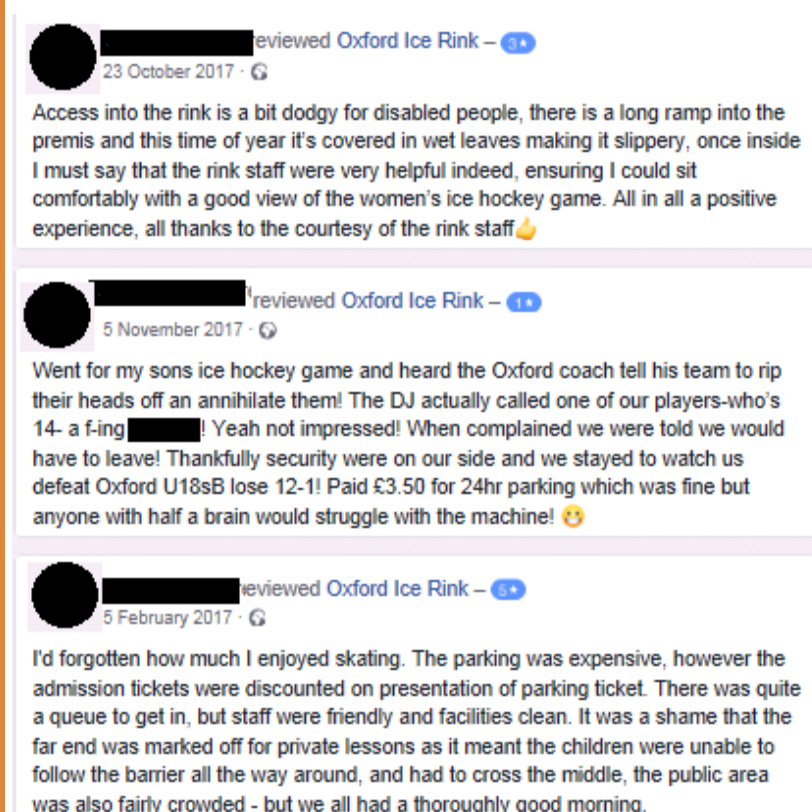 eviewed Oxford Ice Rink – 3★
23 October 2017 ·
Access into the rink is a bit dodgy for disabled people, there is a long ramp into the
premis and this time of year it's covered in wet leaves making it slippery, once inside
I must say that the rink staff were very helpful indeed, ensuring I could sit
comfortably with a good view of the women's ice hockey game. All in all a positive
experience, all thanks to the courtesy of the rink staff👍
reviewed Oxford Ice Rink – 1★
5 November 2017 ·
Went for my sons ice hockey game and heard the Oxford coach tell his team to rip
their heads off an annihilate them! The DJ actually called one of our players-who's
14- a f-ing ! Yeah not impressed! When complained we were told we would
have to leave! Thankfully security were on our side and we stayed to watch us
defeat Oxford U18sB lose 12-1! Paid £3.50 for 24hr parking which was fine but
anyone with half a brain would struggle with the machine! 😬
eviewed Oxford Ice Rink – 5★
5 February 2017 ·
I'd forgotten how much I enjoyed skating. The parking was expensive, however the
admission tickets were discounted on presentation of parking ticket. There was quite
a queue to get in, but staff were friendly and facilities clean. It was a shame that the
far end was marked off for private lessons as it meant the children were unable to
follow the barrier all the way around, and had to cross the middle, the public area
was also fairly crowded - but we all had a thoroughly good morning.